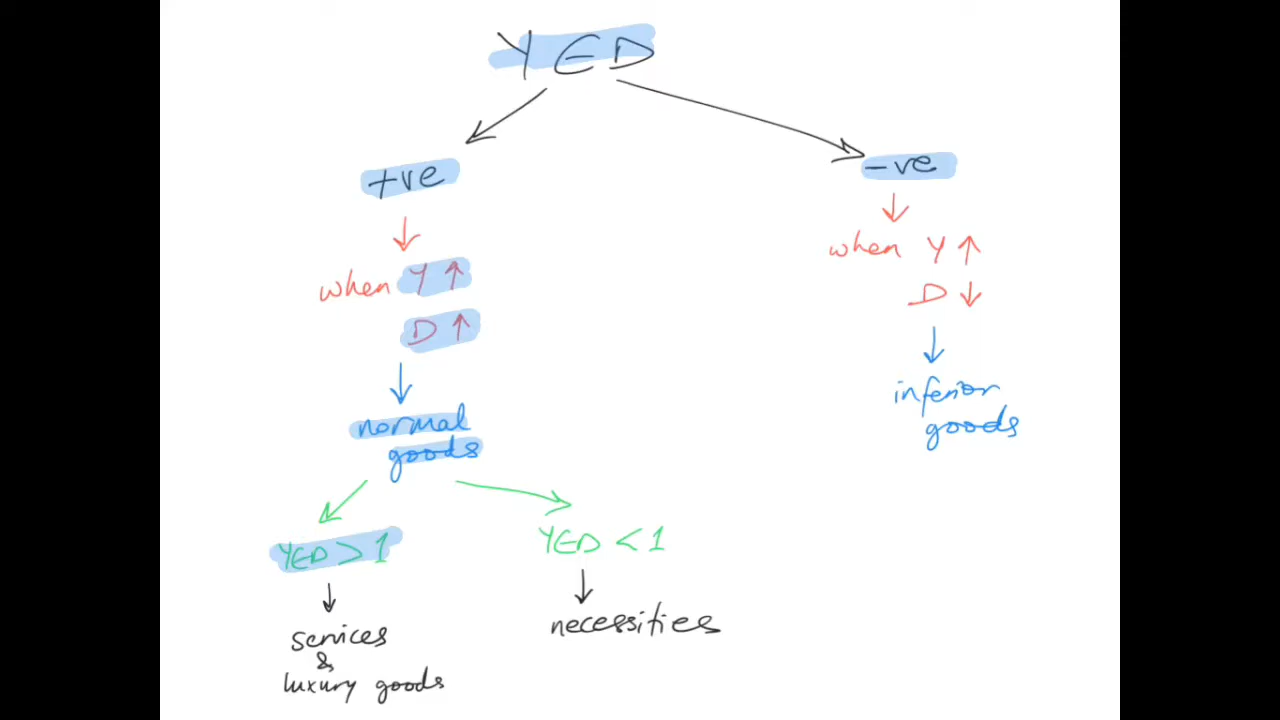 YED
+ve
-ve
when Y ↑
D ↑
when Y ↑
D ↓
normal
goods
inferior
goods
YED > 1
YED < 1
services
&
luxury goods
necessities